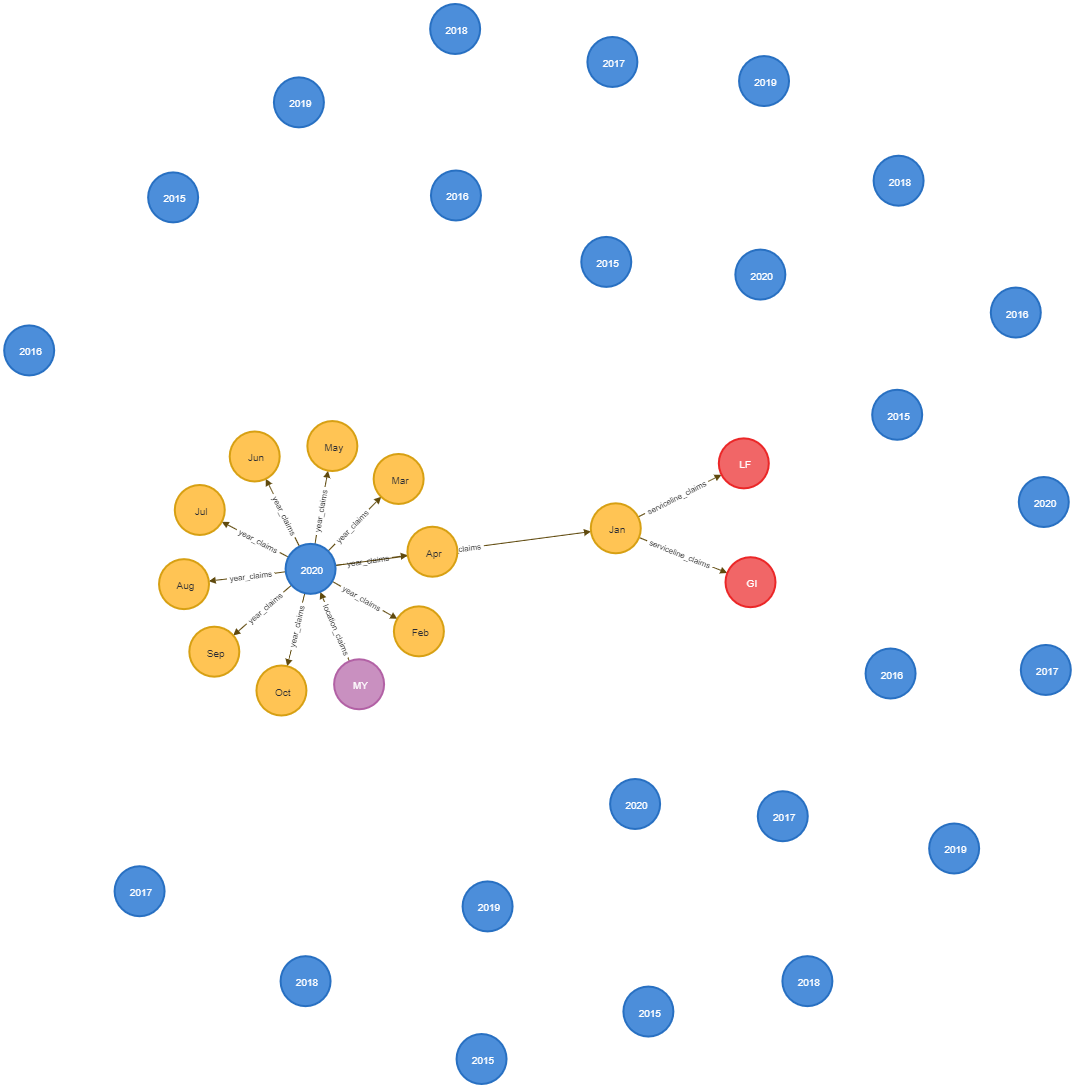 2018
2017
2019
2019
2018
2015
2016
2015
2020
2016
2016
2015
May
Jun
LF
Mar
year_claims
serviceline_claims
2020
Jul
year_claims
year_claims
Jan
year_claims
claims
Apr
serviceline_claims
year_claims
2020
year_claims
GI
Aug
year_claims
year_claims
year_claims
location_claims
Feb
Sep
year_claims
2016
2017
MY
Oct
2020
2017
2019
2017
2019
2018
2018
2015
2015